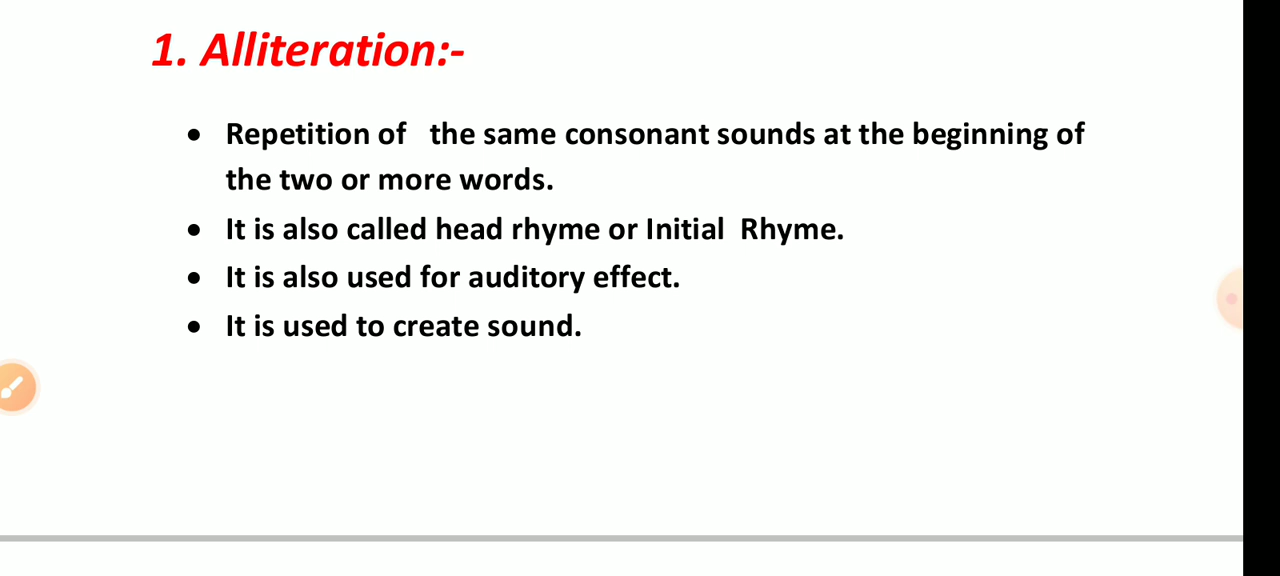 1. Alliteration:-
• Repetition of   the same consonant sounds at the beginning of
the two or more words.
• It is also called head rhyme or Initial  Rhyme.
• It is also used for auditory effect.
• It is used to create sound.